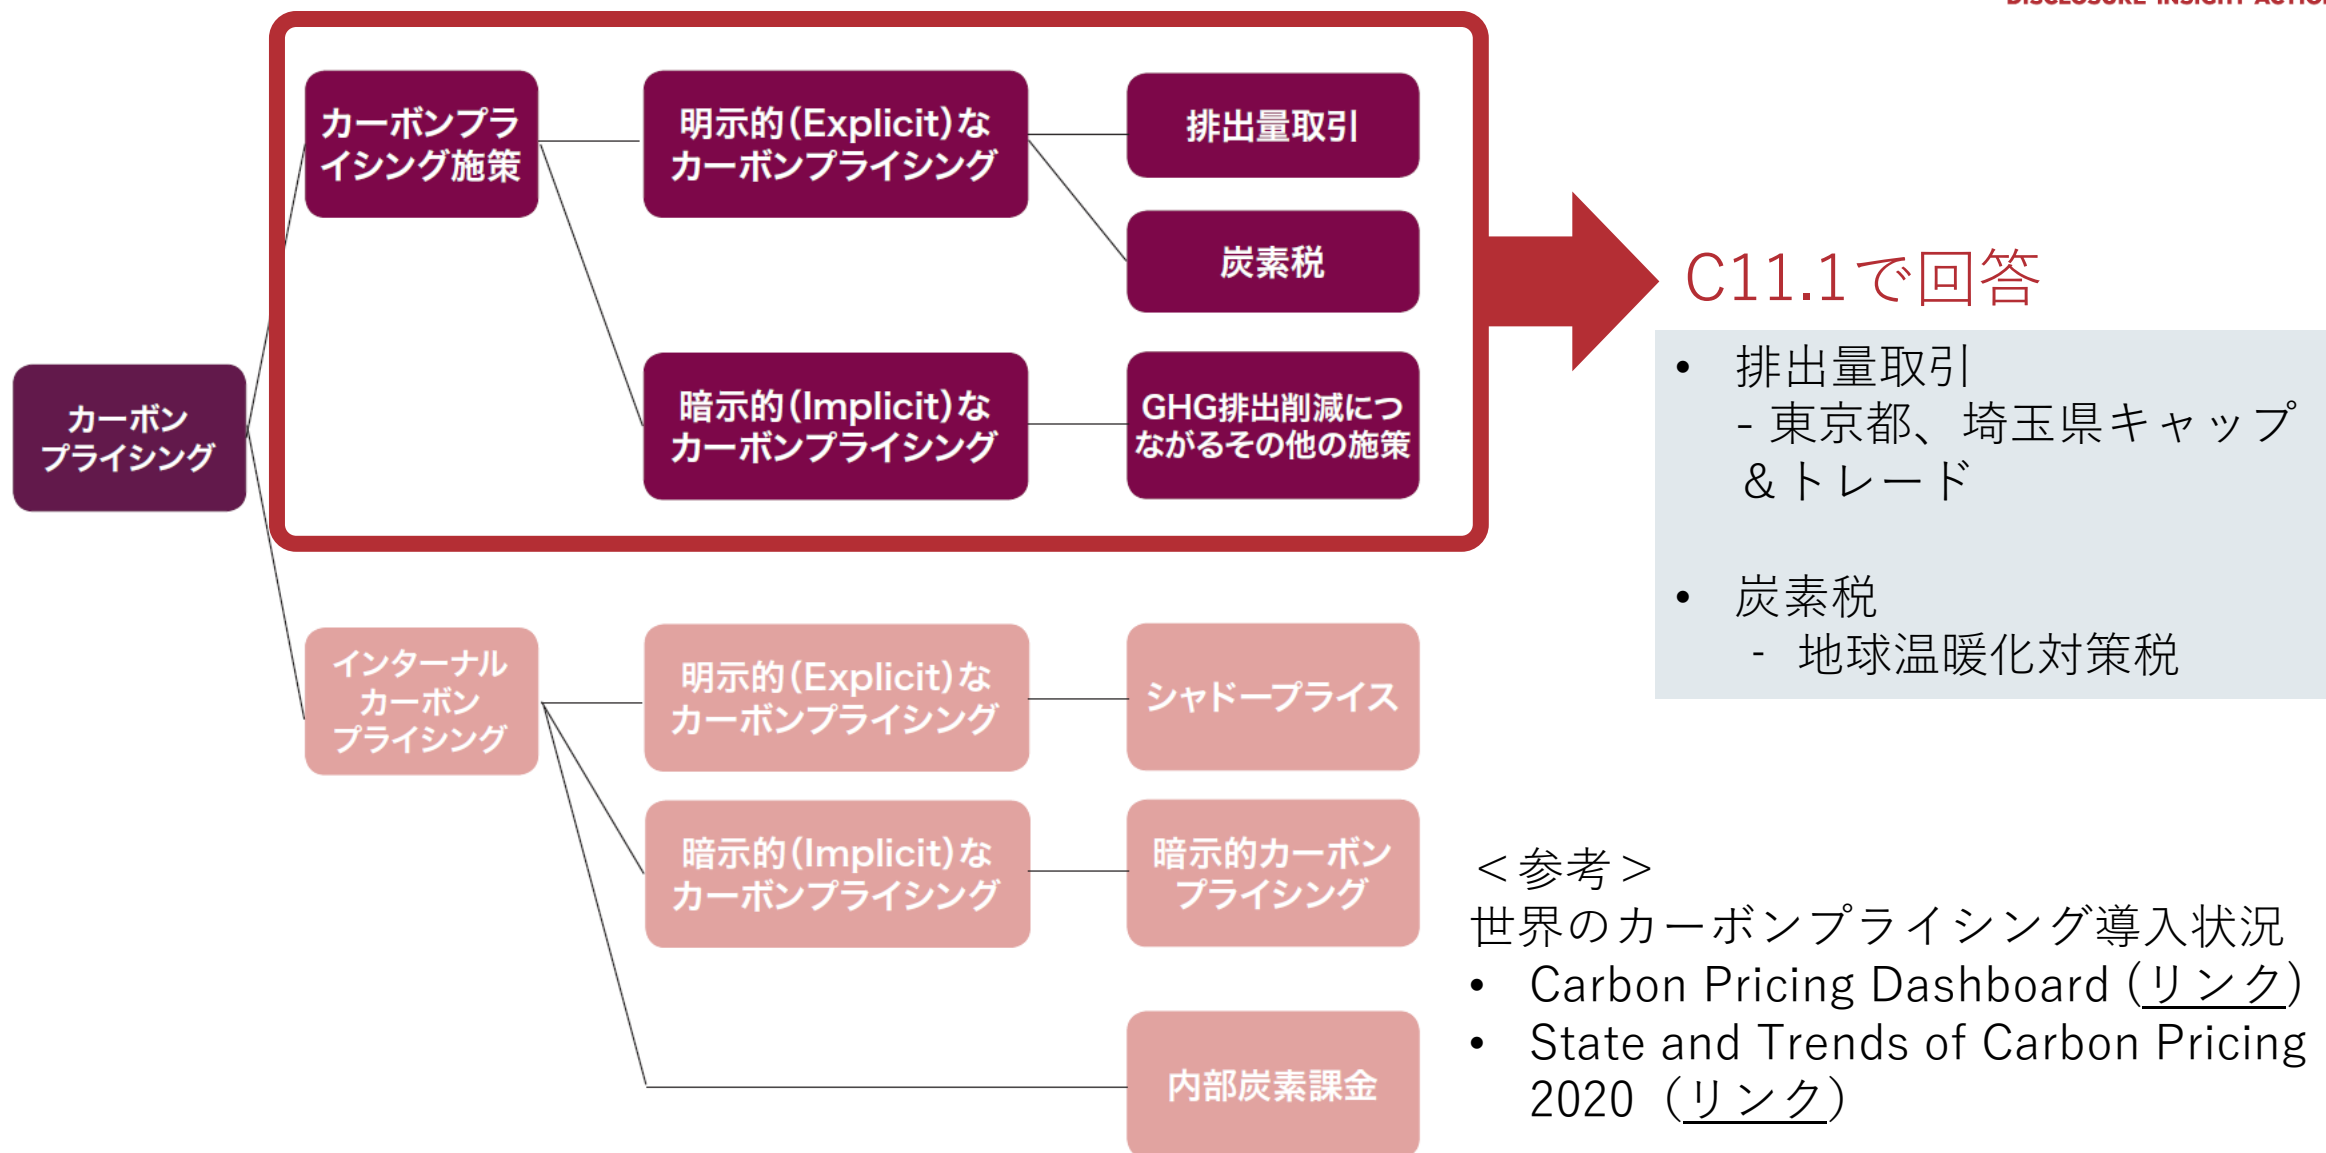 DISCLOSURE INSIGHT ACTION
カーボンプラ
イシング施策
明示的(Explicit)な
カーボンプライシング
排出量取引
炭素税
暗示的(Implicit)な
カーボンプライシング
GHG排出削減につ
ながるその他の施策
カーボン
プライシング
C11.1で回答
• 排出量取引
- 東京都、埼玉県キャップ
&トレード
• 炭素税
- 地球温暖化対策税
インターナル
カーボン
プライシング
明示的(Explicit)な
カーボンプライシング
シャドープライス
暗示的(Implicit)な
カーボンプライシング
暗示的カーボン
プライシング
内部炭素課金
<参考>
世界のカーボンプライシング導入状況
• Carbon Pricing Dashboard (リンク)
• State and Trends of Carbon Pricing
2020(リンク)